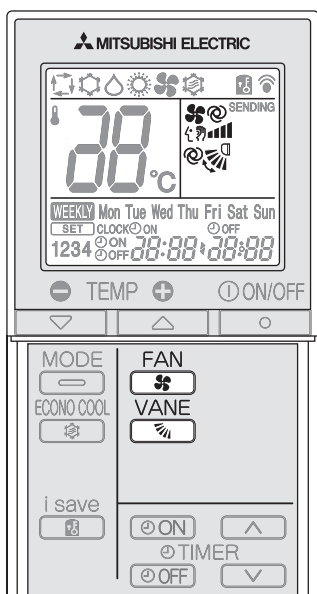 MITSUBISHI ELECTRIC
SENDING
88°C
WEEKLY Mon Tue Wed Thu Fri Sat Sun
SET CLOCK ON OFF
1234 ON OFF 88:88 88:88
TEMP ON/OFF
MODE FAN
ECONO COOL VANE
i save
ON
TIMER
OFF